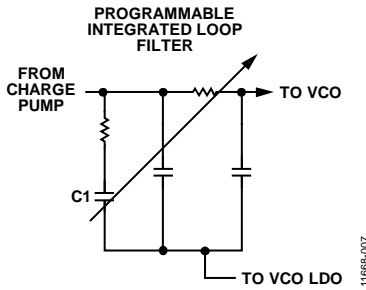 PROGRAMMABLE
INTEGRATED LOOP
FILTER
FROM
CHARGE
PUMP
TO VCO
C1
TO VCO LDO
11668-007